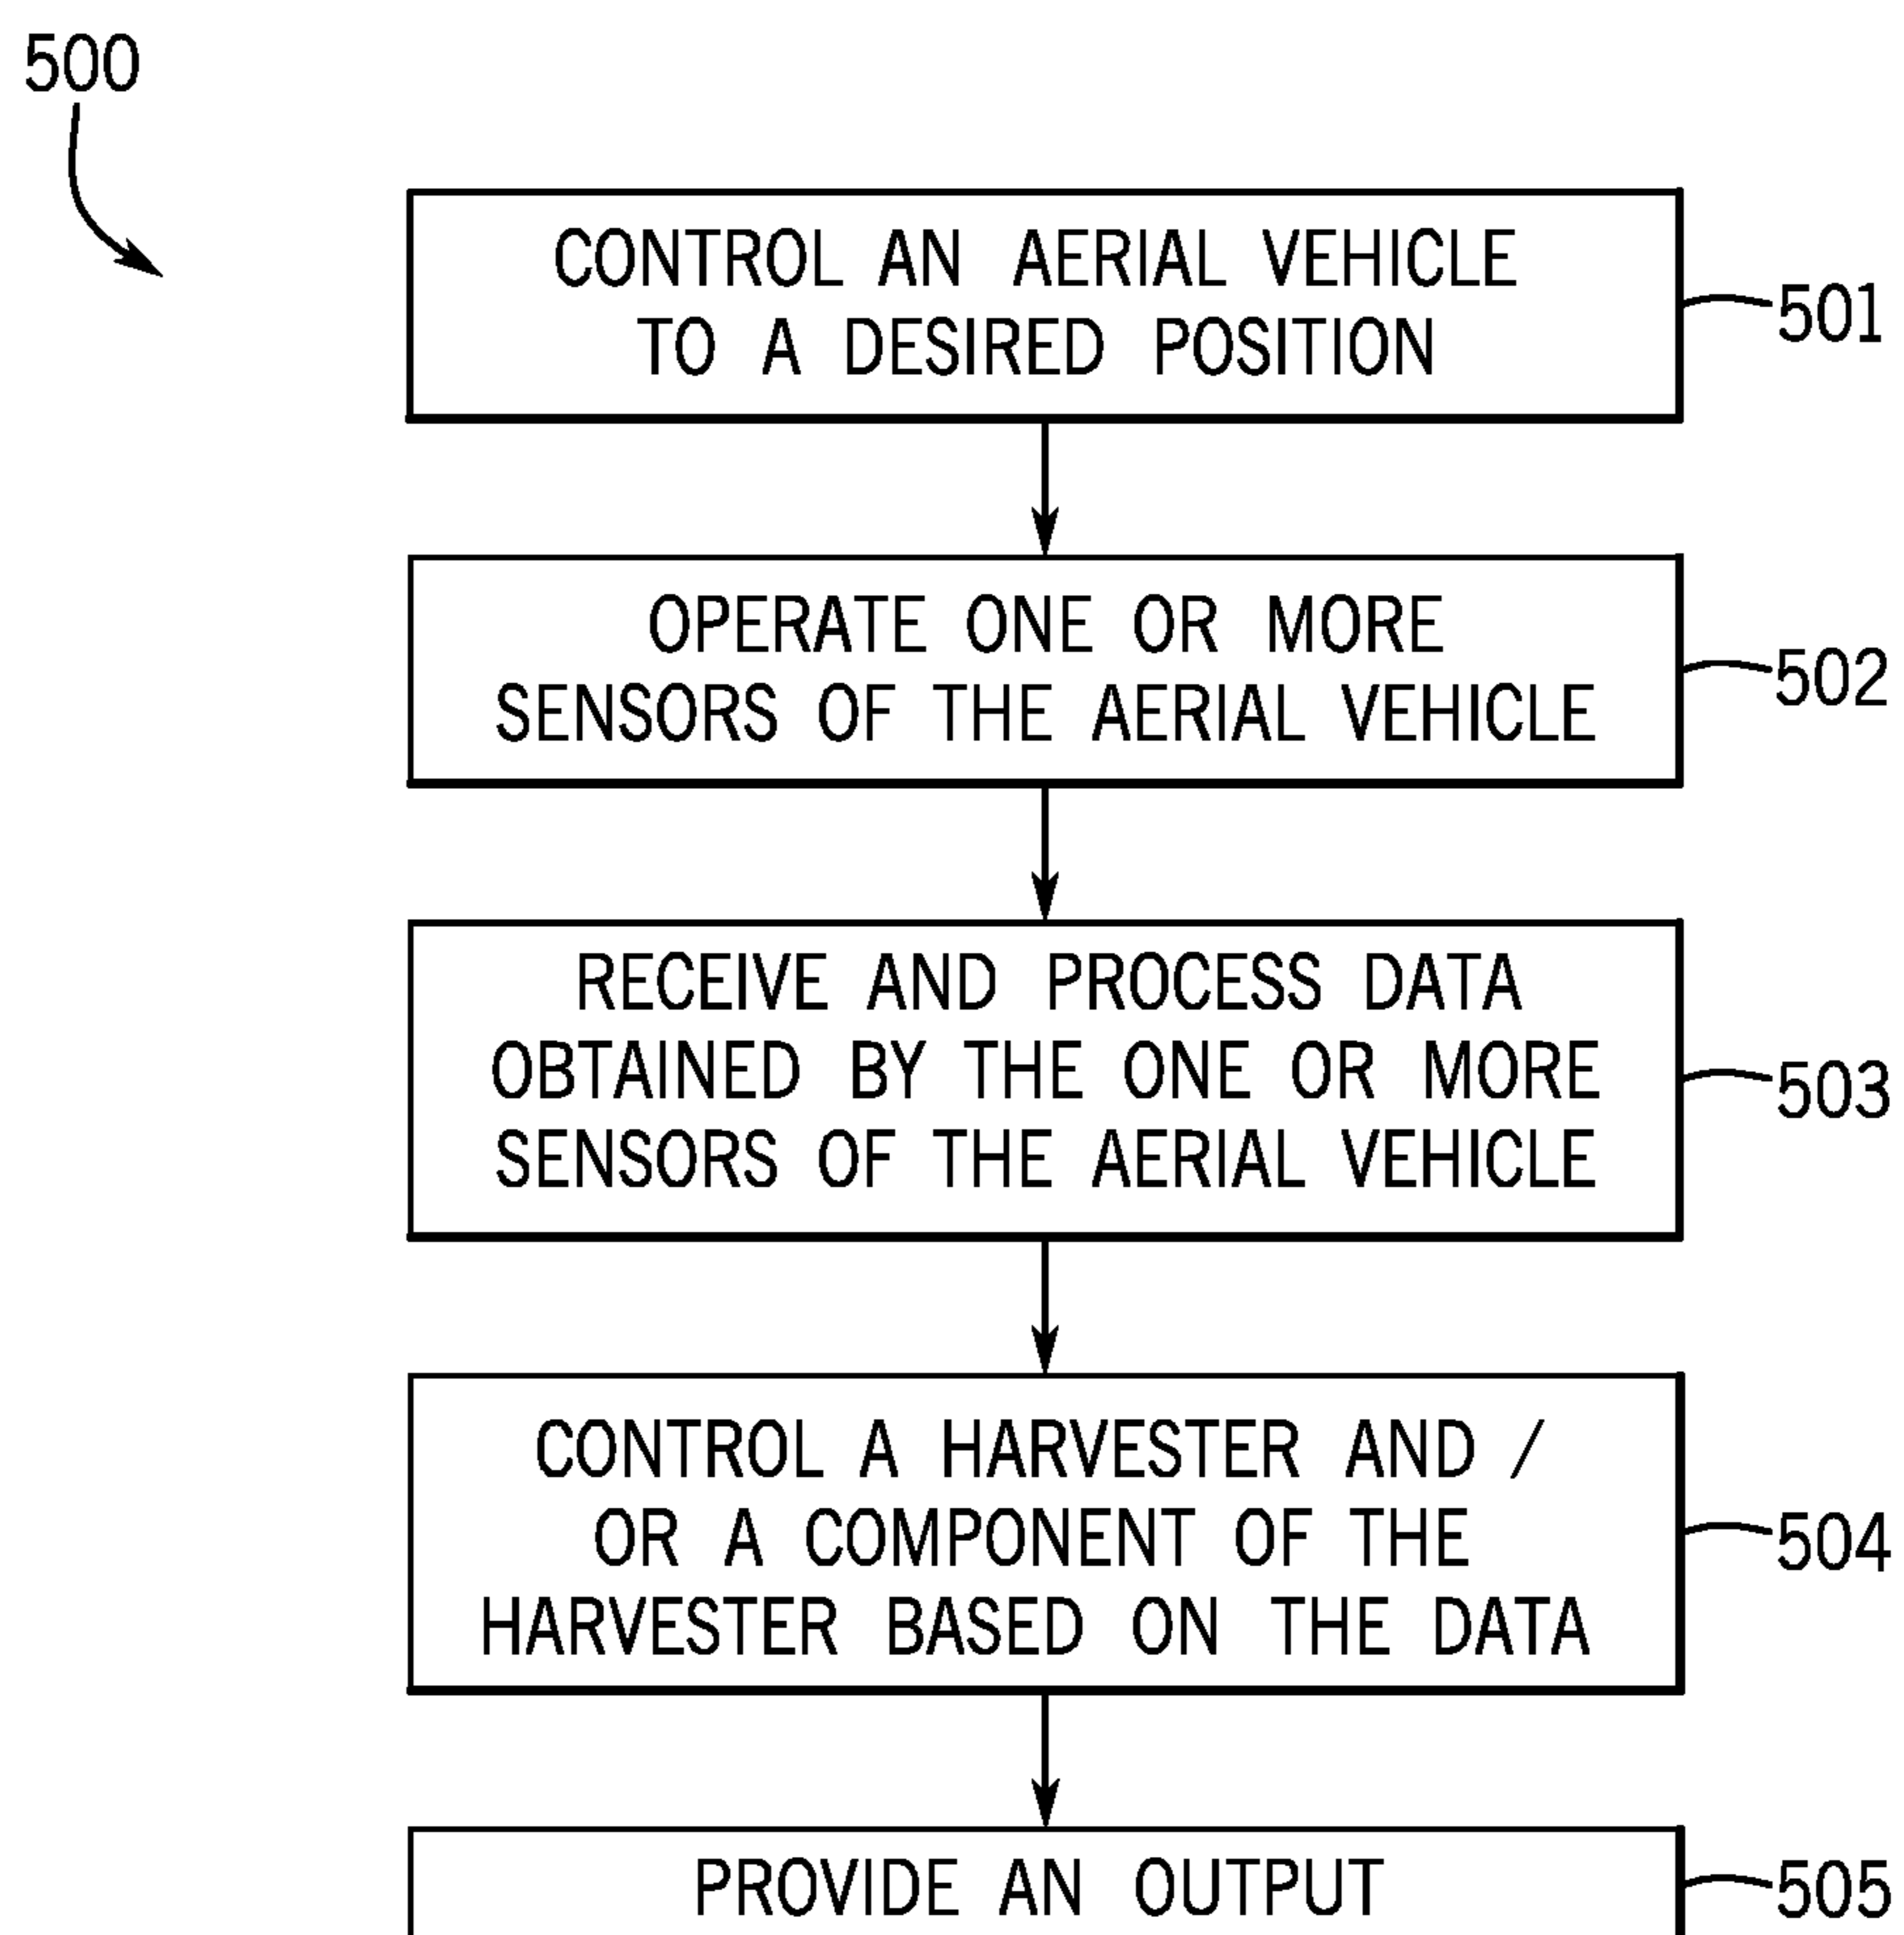 500
CONTROL AN AERIAL VEHICLE
TO A DESIRED POSITION
501
OPERATE ONE OR MORE
SENSORS OF THE AERIAL VEHICLE
502
RECEIVE AND PROCESS DATA
OBTAINED BY THE ONE OR MORE
SENSORS OF THE AERIAL VEHICLE
503
CONTROL A HARVESTER AND /
OR A COMPONENT OF THE
HARVESTER BASED ON THE DATA
504
PROVIDE AN OUTPUT
505